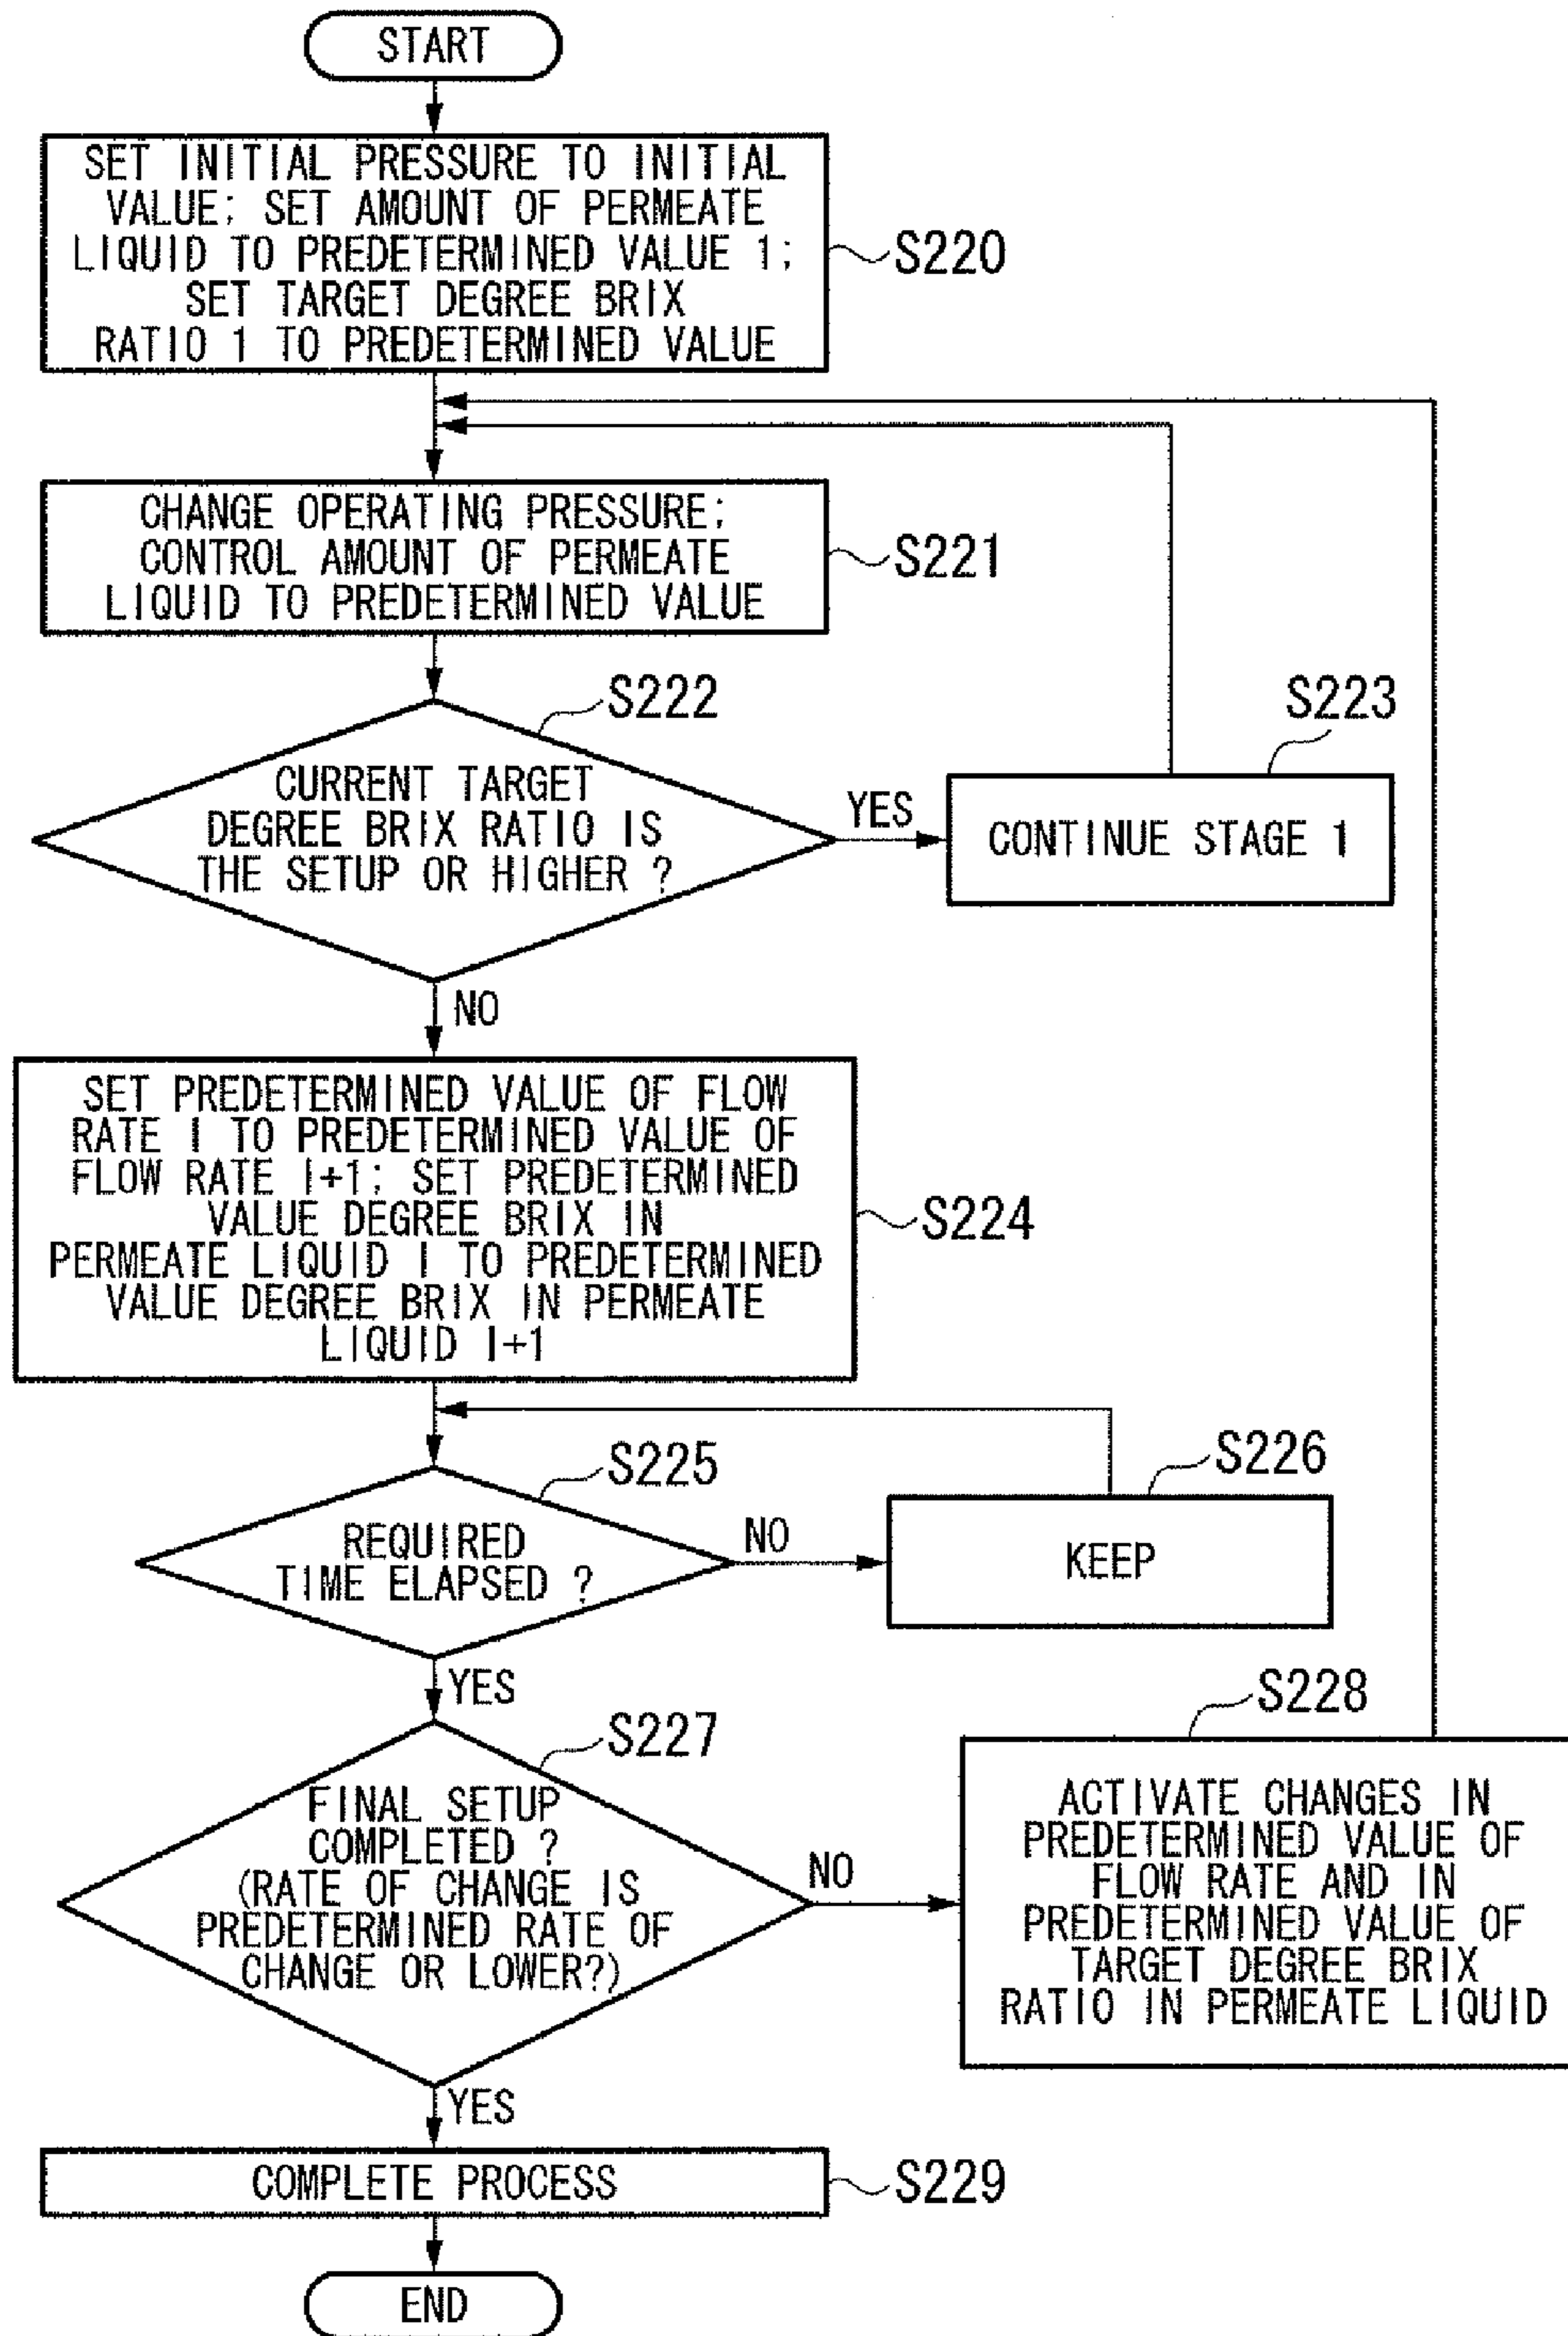 START
SET INITIAL PRESSURE TO INITIAL
VALUE; SET AMOUNT OF PERMEATE
LIQUID TO PREDETERMINED VALUE 1;
SET TARGET DEGREE BRIX
RATIO 1 TO PREDETERMINED VALUE
S220
CHANGE OPERATING PRESSURE;
CONTROL AMOUNT OF PERMEATE
LIQUID TO PREDETERMINED VALUE
S221
S222
CURRENT TARGET
DEGREE BRIX RATIO IS
THE SETUP OR HIGHER ?
YES
S223
CONTINUE STAGE 1
NO
SET PREDETERMINED VALUE OF FLOW
RATE I TO PREDETERMINED VALUE OF
FLOW RATE I+1; SET PREDETERMINED
VALUE DEGREE BRIX IN
PERMEATE LIQUID I TO PREDETERMINED
VALUE DEGREE BRIX IN PERMEATE
LIQUID I+1
S224
S225
REQUIRED
TIME ELAPSED ?
NO
S226
KEEP
YES
S227
FINAL SETUP
COMPLETED ?
(RATE OF CHANGE IS
PREDETERMINED RATE OF
CHANGE OR LOWER?)
NO
S228
ACTIVATE CHANGES IN
PREDETERMINED VALUE OF
FLOW RATE AND IN
PREDETERMINED VALUE OF
TARGET DEGREE BRIX
RATIO IN PERMEATE LIQUID
YES
COMPLETE PROCESS
S229
END